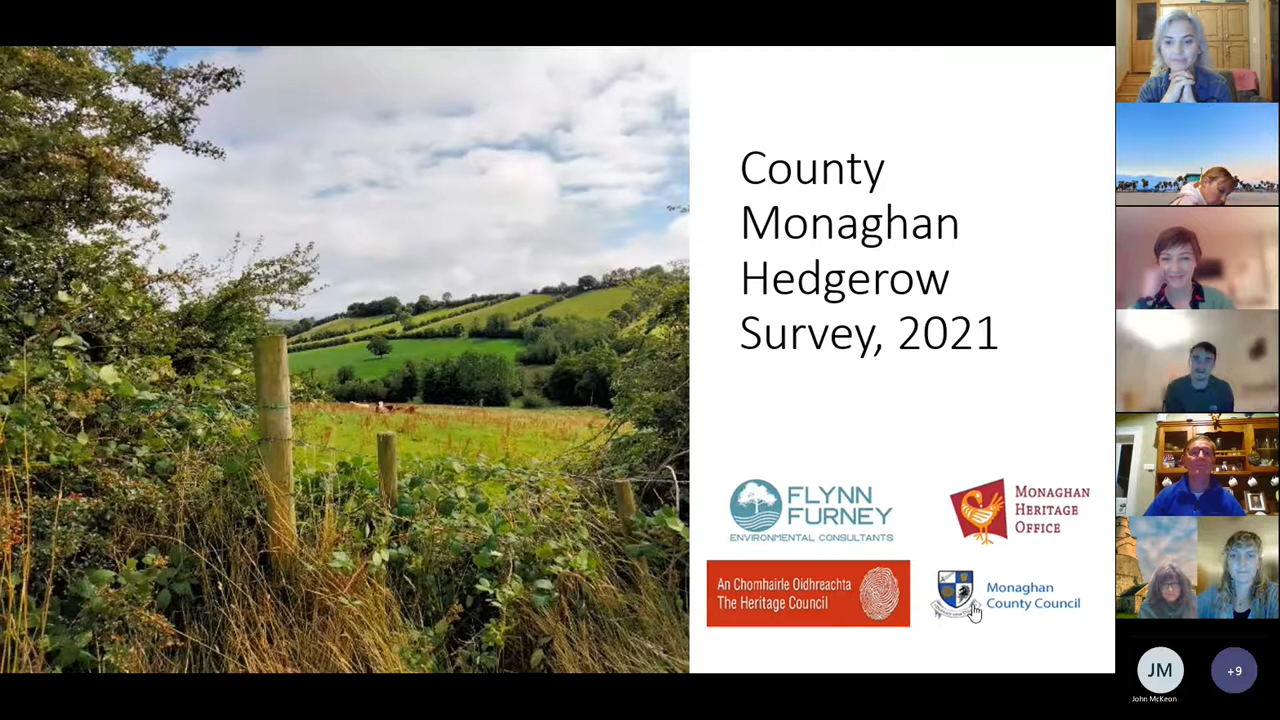 County
Monaghan
Hedgerow
Survey, 2021
FLYNN
FURNEY
ENVIRONMENTAL CONSULTANTS
MONAGHAN
HERITAGE
OFFICE
An Chomhairle Oidhreachta
The Heritage Council
Monaghan
County Council
JM
John McKeon
+9